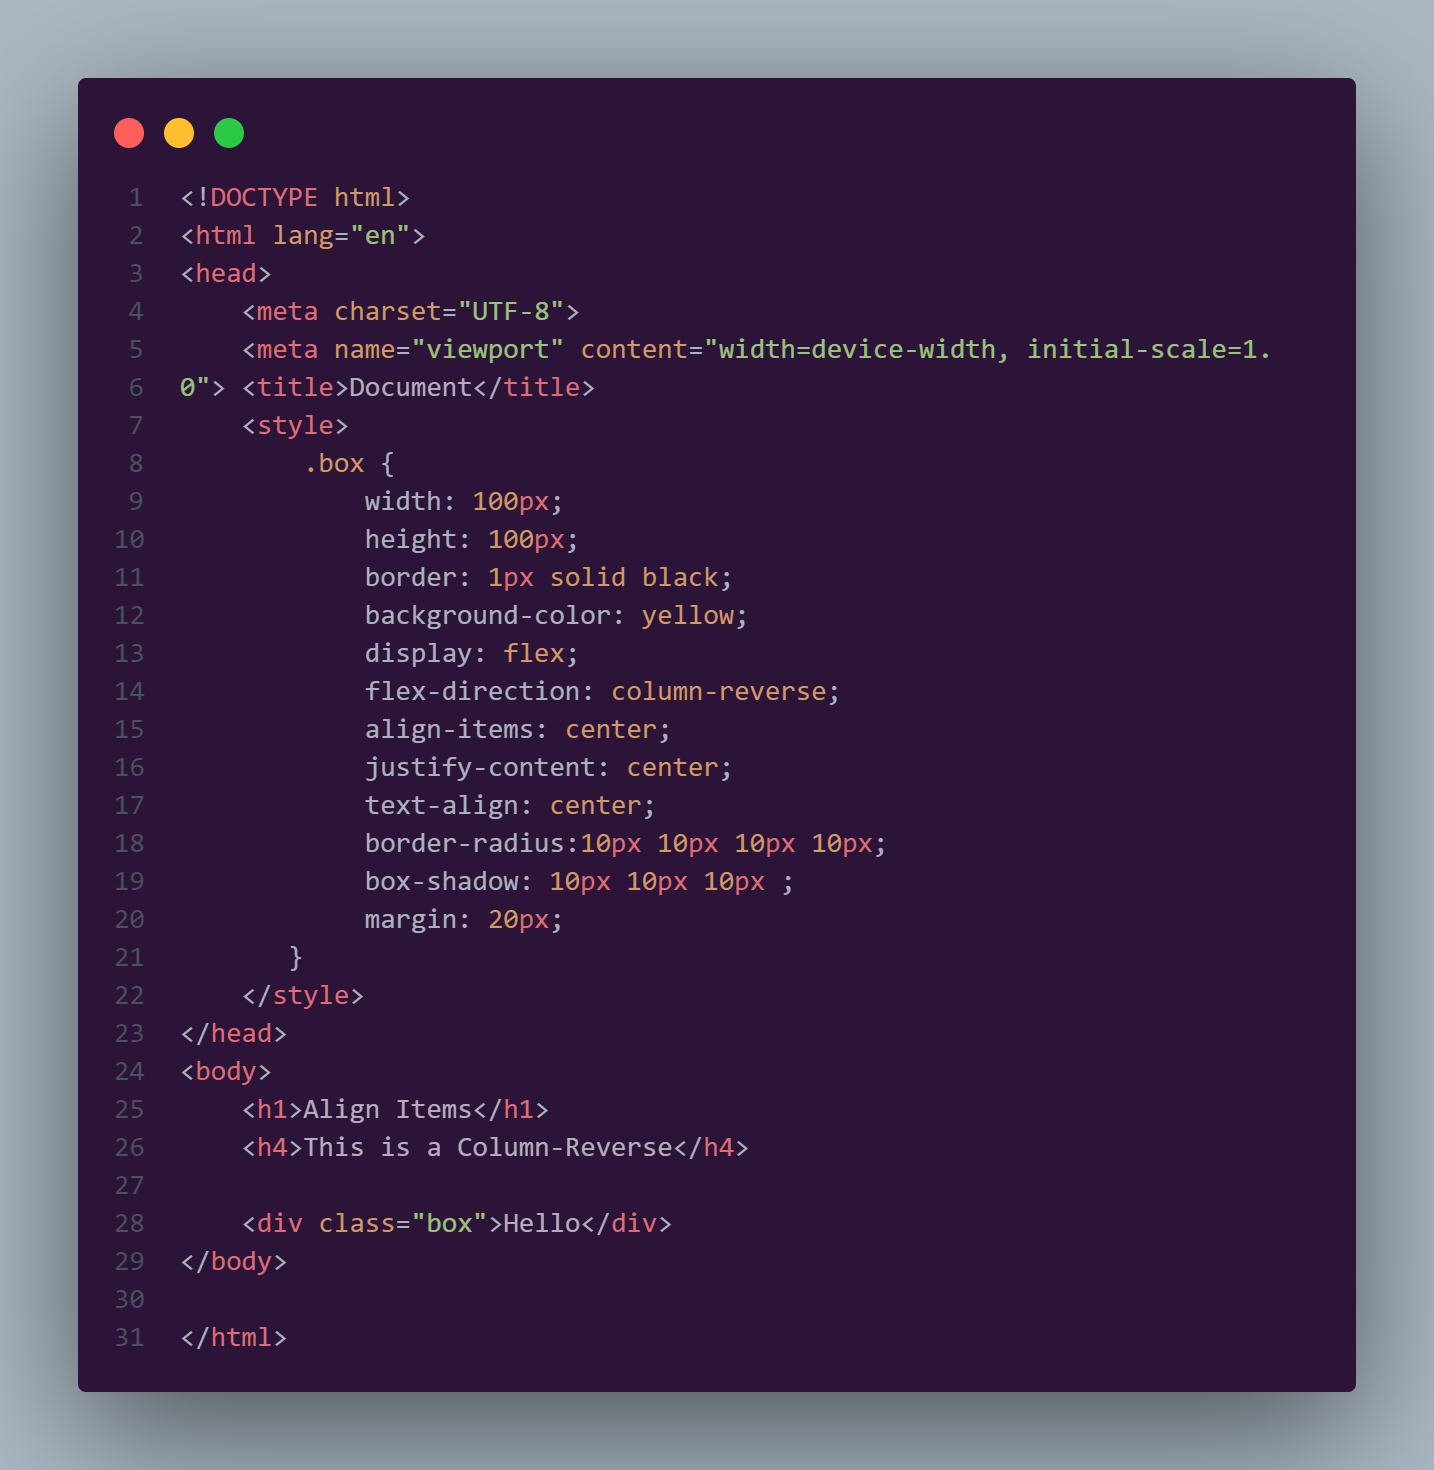 1 <!DOCTYPE html>
2 <html lang="en">
3 <head>
4     <meta charset="UTF-8">
5     <meta name="viewport" content="width=device-width, initial-scale=1.
6 0"> <title>Document</title>
7     <style>
8         .box {
9             width: 100px;
10             height: 100px;
11             border: 1px solid black;
12             background-color: yellow;
13             display: flex;
14             flex-direction: column-reverse;
15             align-items: center;
16             justify-content: center;
17             text-align: center;
18             border-radius:10px 10px 10px 10px;
19             box-shadow: 10px 10px 10px ;
20             margin: 20px;
21        }
22     </style>
23 </head>
24 <body>
25     <h1>Align Items</h1>
26     <h4>This is a Column-Reverse</h4>
27
28     <div class="box">Hello</div>
29 </body>
30
31 </html>